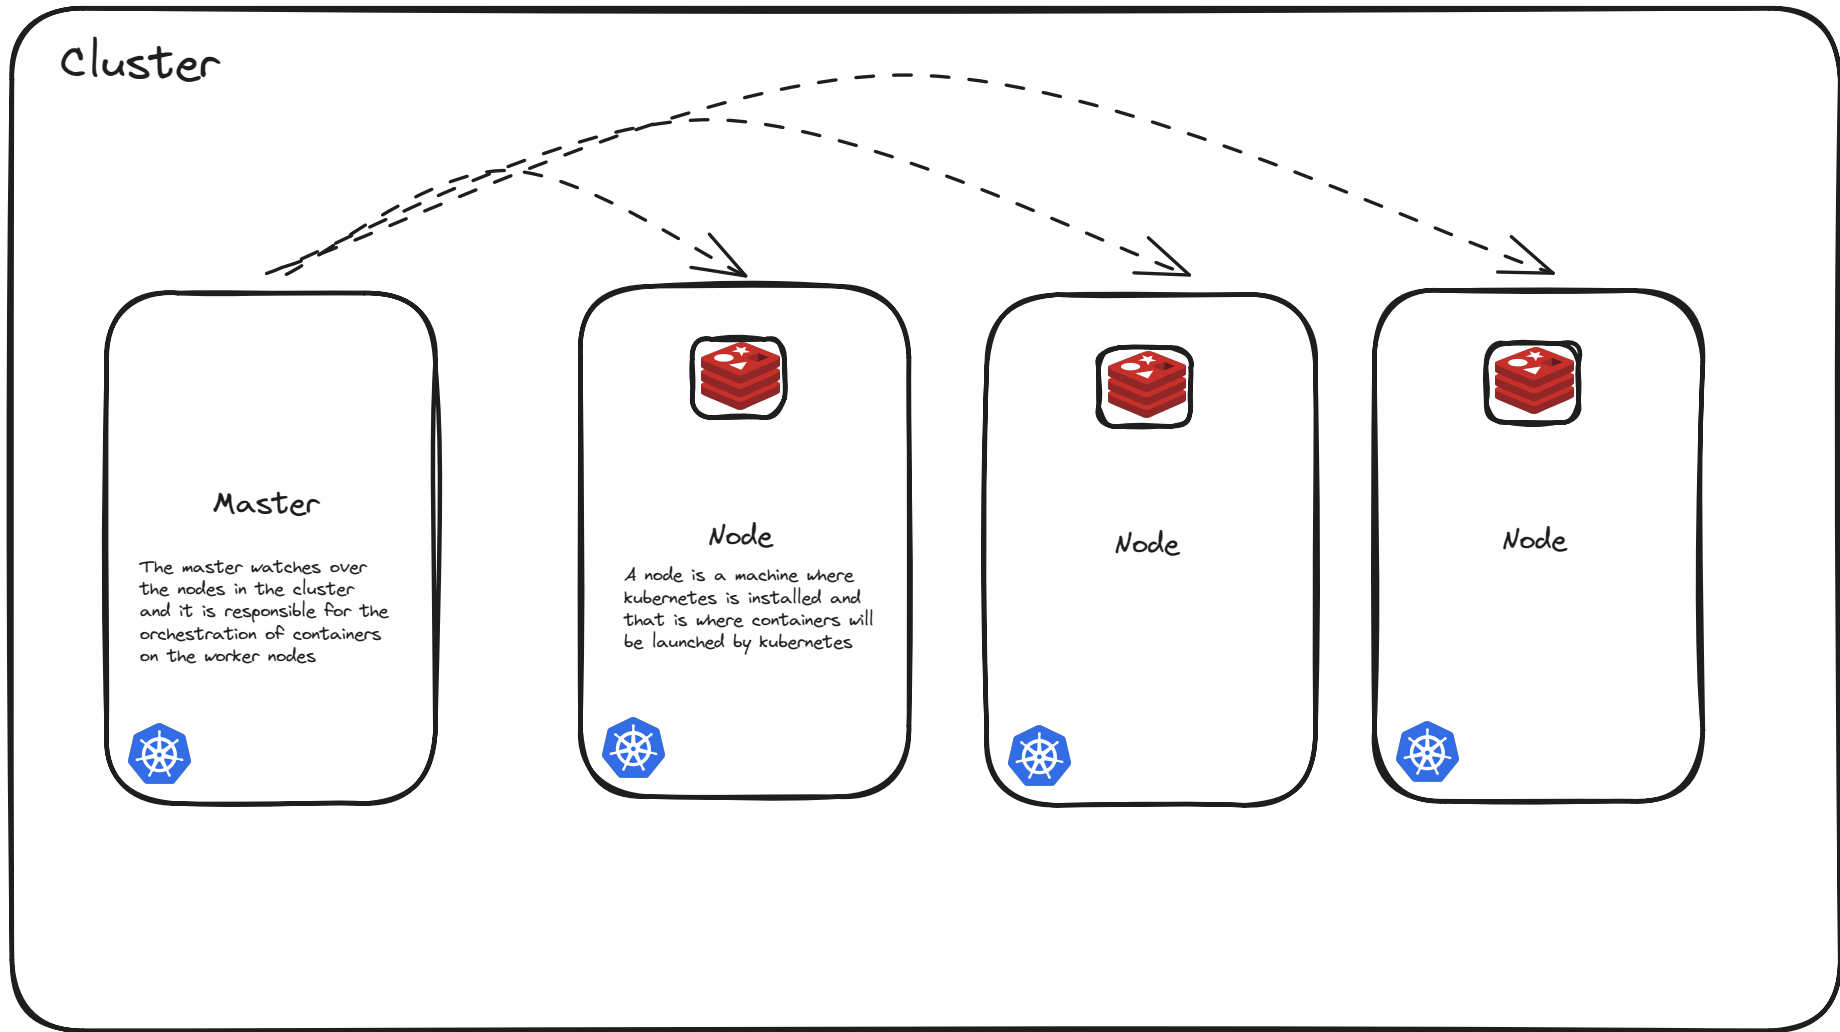 Cluster
Master
The master watches over
the nodes in the cluster
and it is responsible for the
orchestration of containers
on the worker nodes
Node
A node is a machine where
kubernetes is installed and
that is where containers will
be launched by kubernetes
Node
Node